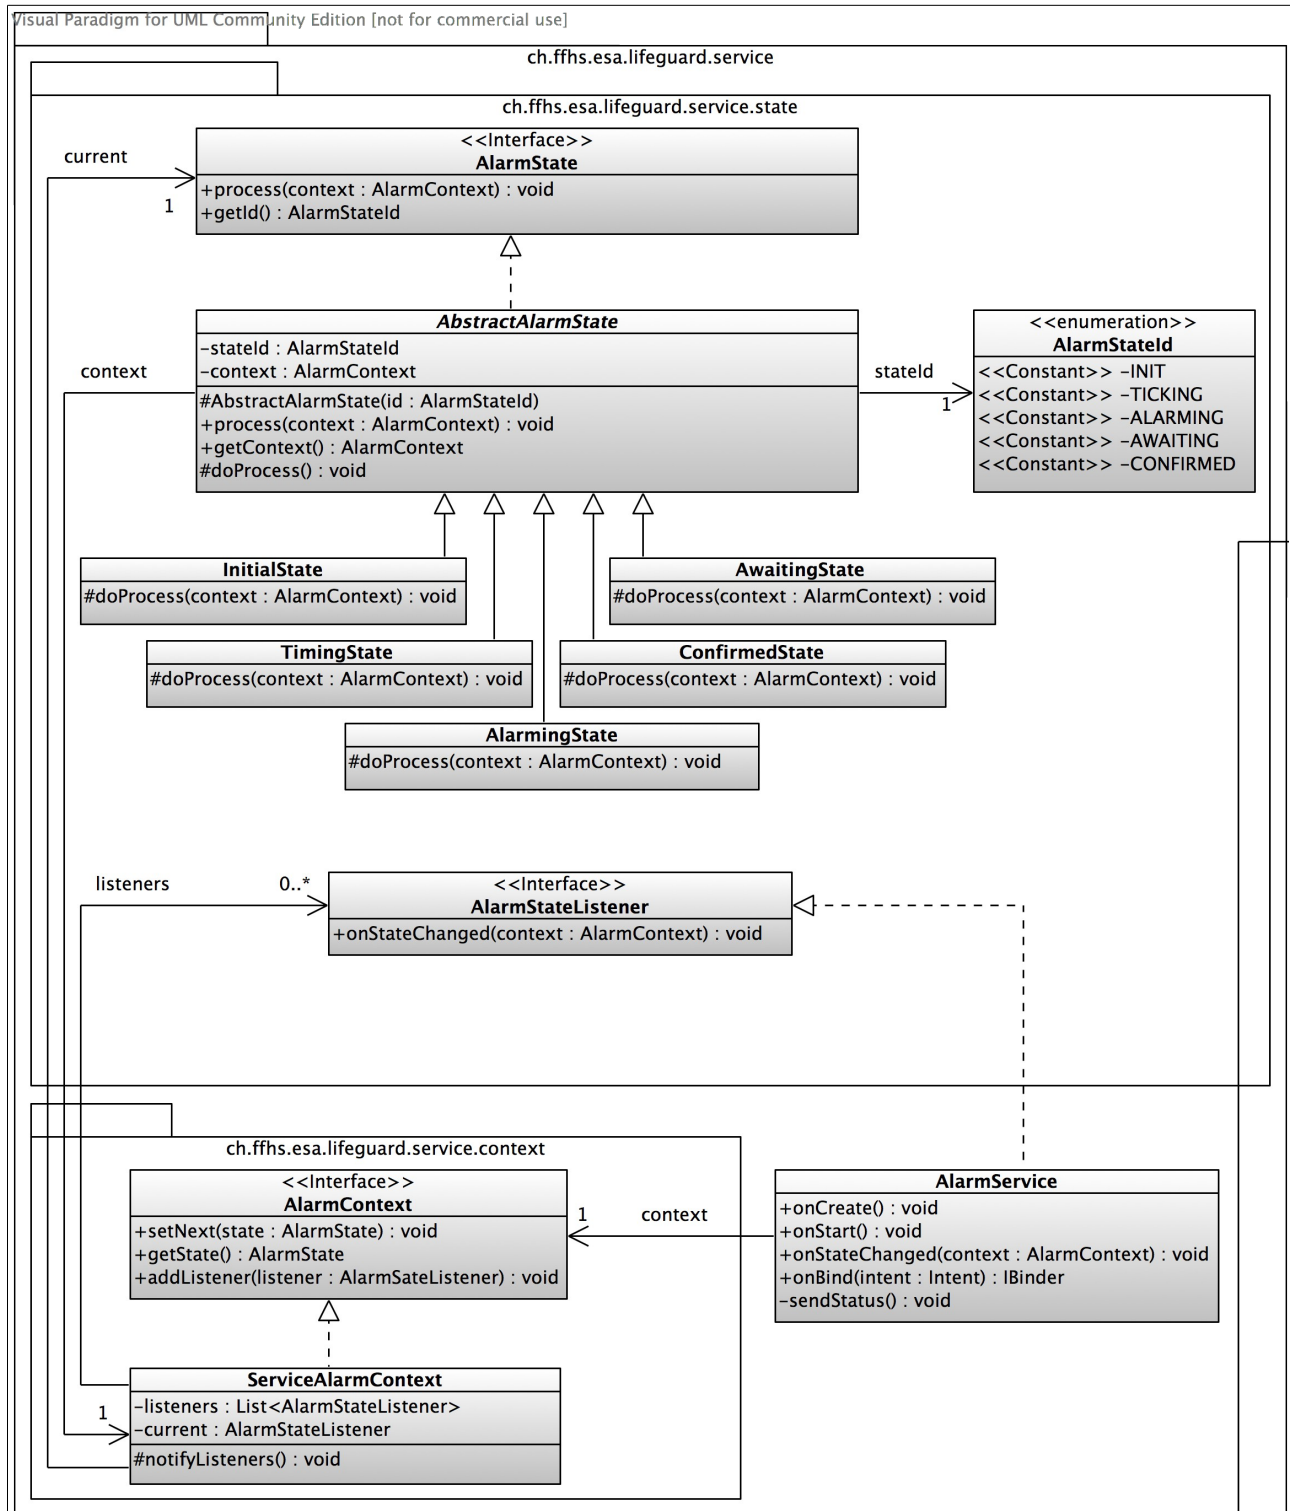 Visual Paradigm for UML Community Edition [not for commercial use]
ch.ffhs.esa.lifeguard.service
ch.ffhs.esa.lifeguard.service.state
<<Interface>>
AlarmState
+process(context : AlarmContext) : void
+getId() : AlarmStateId
current
1
AbstractAlarmState
-stateId : AlarmStateId
-context : AlarmContext
#AbstractAlarmState(id : AlarmStateId)
+process(context : AlarmContext) : void
+getContext() : AlarmContext
#doProcess() : void
context
stateId
1
<<enumeration>>
AlarmStateId
<<Constant>> -INIT
<<Constant>> -TICKING
<<Constant>> -ALARMING
<<Constant>> -AWAITING
<<Constant>> -CONFIRMED
InitialState
#doProcess(context : AlarmContext) : void
AwaitingState
#doProcess(context : AlarmContext) : void
TimingState
#doProcess(context : AlarmContext) : void
ConfirmedState
#doProcess(context : AlarmContext) : void
AlarmingState
#doProcess(context : AlarmContext) : void
listeners
0..*
<<Interface>>
AlarmStateListener
+onStateChanged(context : AlarmContext) : void
ch.ffhs.esa.lifeguard.service.context
<<Interface>>
AlarmContext
+setNext(state : AlarmState) : void
+getState() : AlarmState
+addListener(listener : AlarmSateListener) : void
1
context
AlarmService
+onCreate() : void
+onStart() : void
+onStateChanged(context : AlarmContext) : void
+onBind(intent : Intent) : IBinder
-sendStatus() : void
ServiceAlarmContext
-listeners : List<AlarmStateListener>
-current : AlarmStateListener
#notifyListeners() : void
1